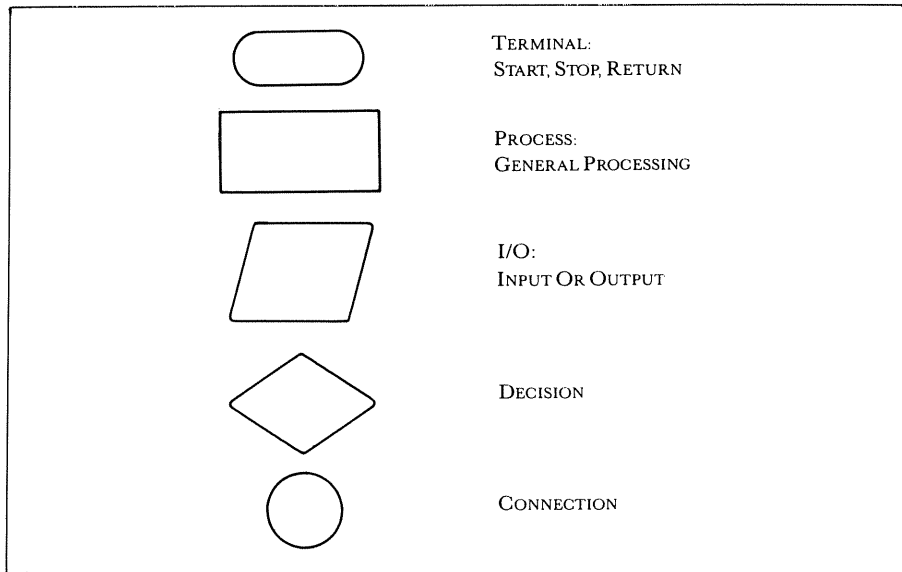 TERMINAL:
START, STOP, RETURN
PROCESS:
GENERAL PROCESSING
I/O:
INPUT OR OUTPUT
DECISION
CONNECTION